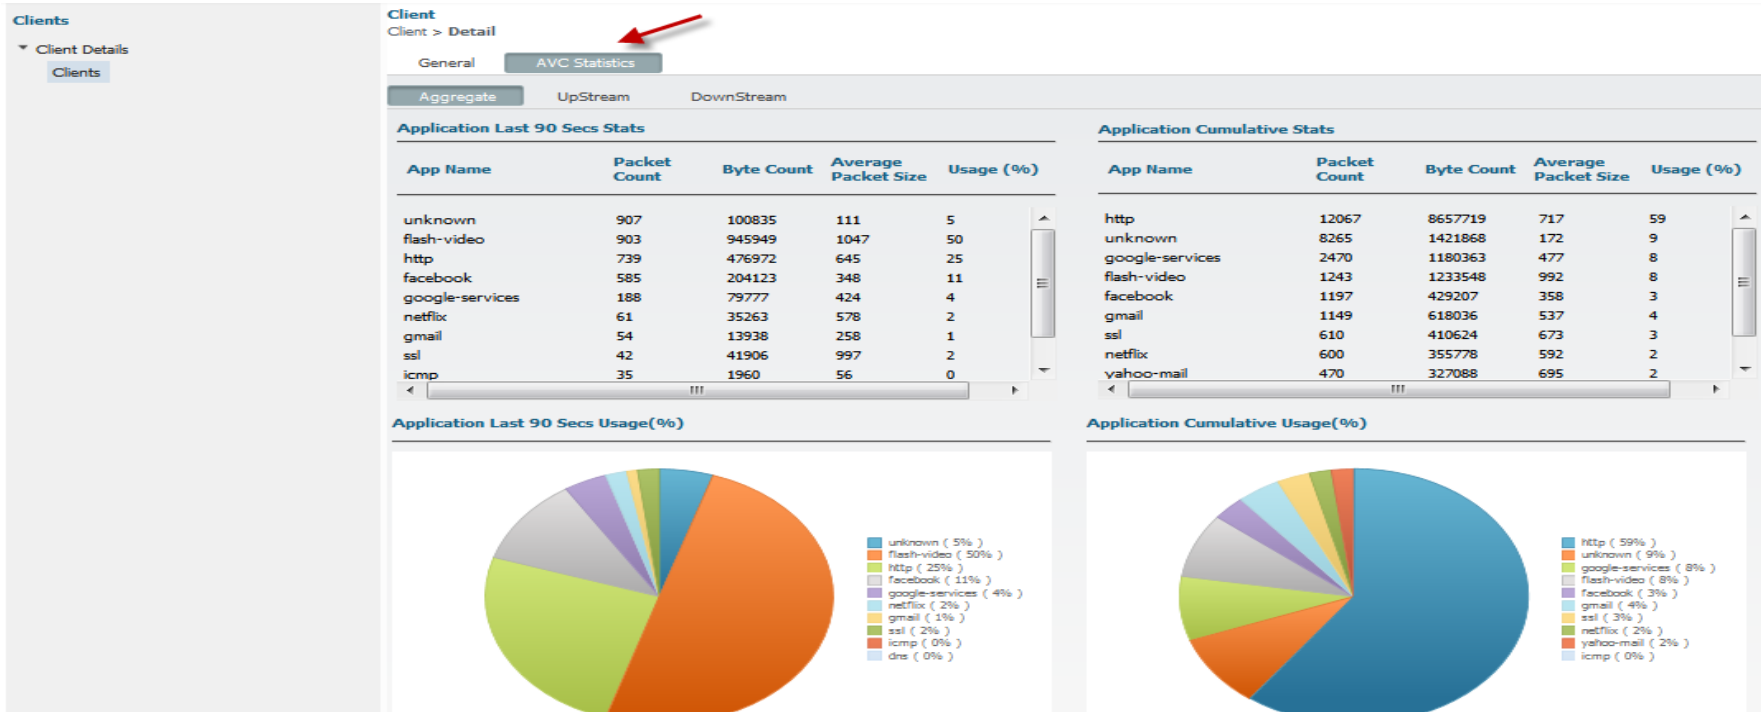 Clients
Client Details
Clients
Client
Client > Detail
General AVC Statistics
Aggregate UpStream DownStream
Application Last 90 Secs Stats
App Name Packet Count Byte Count Average Packet Size Usage (%)
unknown 907 100835 111 5
flash-video 903 945949 1047 50
http 739 476972 645 25
facebook 585 204123 348 11
google-services 188 79777 424 4
netflix 61 35263 578 2
gmail 54 13938 258 1
ssl 42 41906 997 2
icmp 35 1960 56 0
Application Cumulative Stats
App Name Packet Count Byte Count Average Packet Size Usage (%)
http 12067 8657719 717 59
unknown 8265 1421868 172 9
google-services 2470 1180363 477 8
flash-video 1243 1233548 992 8
facebook 1197 429207 358 3
gmail 1149 618036 537 4
ssl 610 410624 673 3
netflix 600 355778 592 2
yahoo-mail 470 327088 695 2
Application Last 90 Secs Usage(%)
unknown ( 5% )
flash-video ( 50% )
http ( 25% )
facebook ( 11% )
google-services ( 4% )
netflix ( 2% )
gmail ( 1% )
ssl ( 2% )
icmp ( 0% )
dns ( 0% )
Application Cumulative Usage(%)
http ( 59% )
unknown ( 9% )
google-services ( 8% )
flash-video ( 8% )
facebook ( 3% )
gmail ( 4% )
ssl ( 3% )
netflix ( 2% )
yahoo-mail ( 2% )
icmp ( 0% )